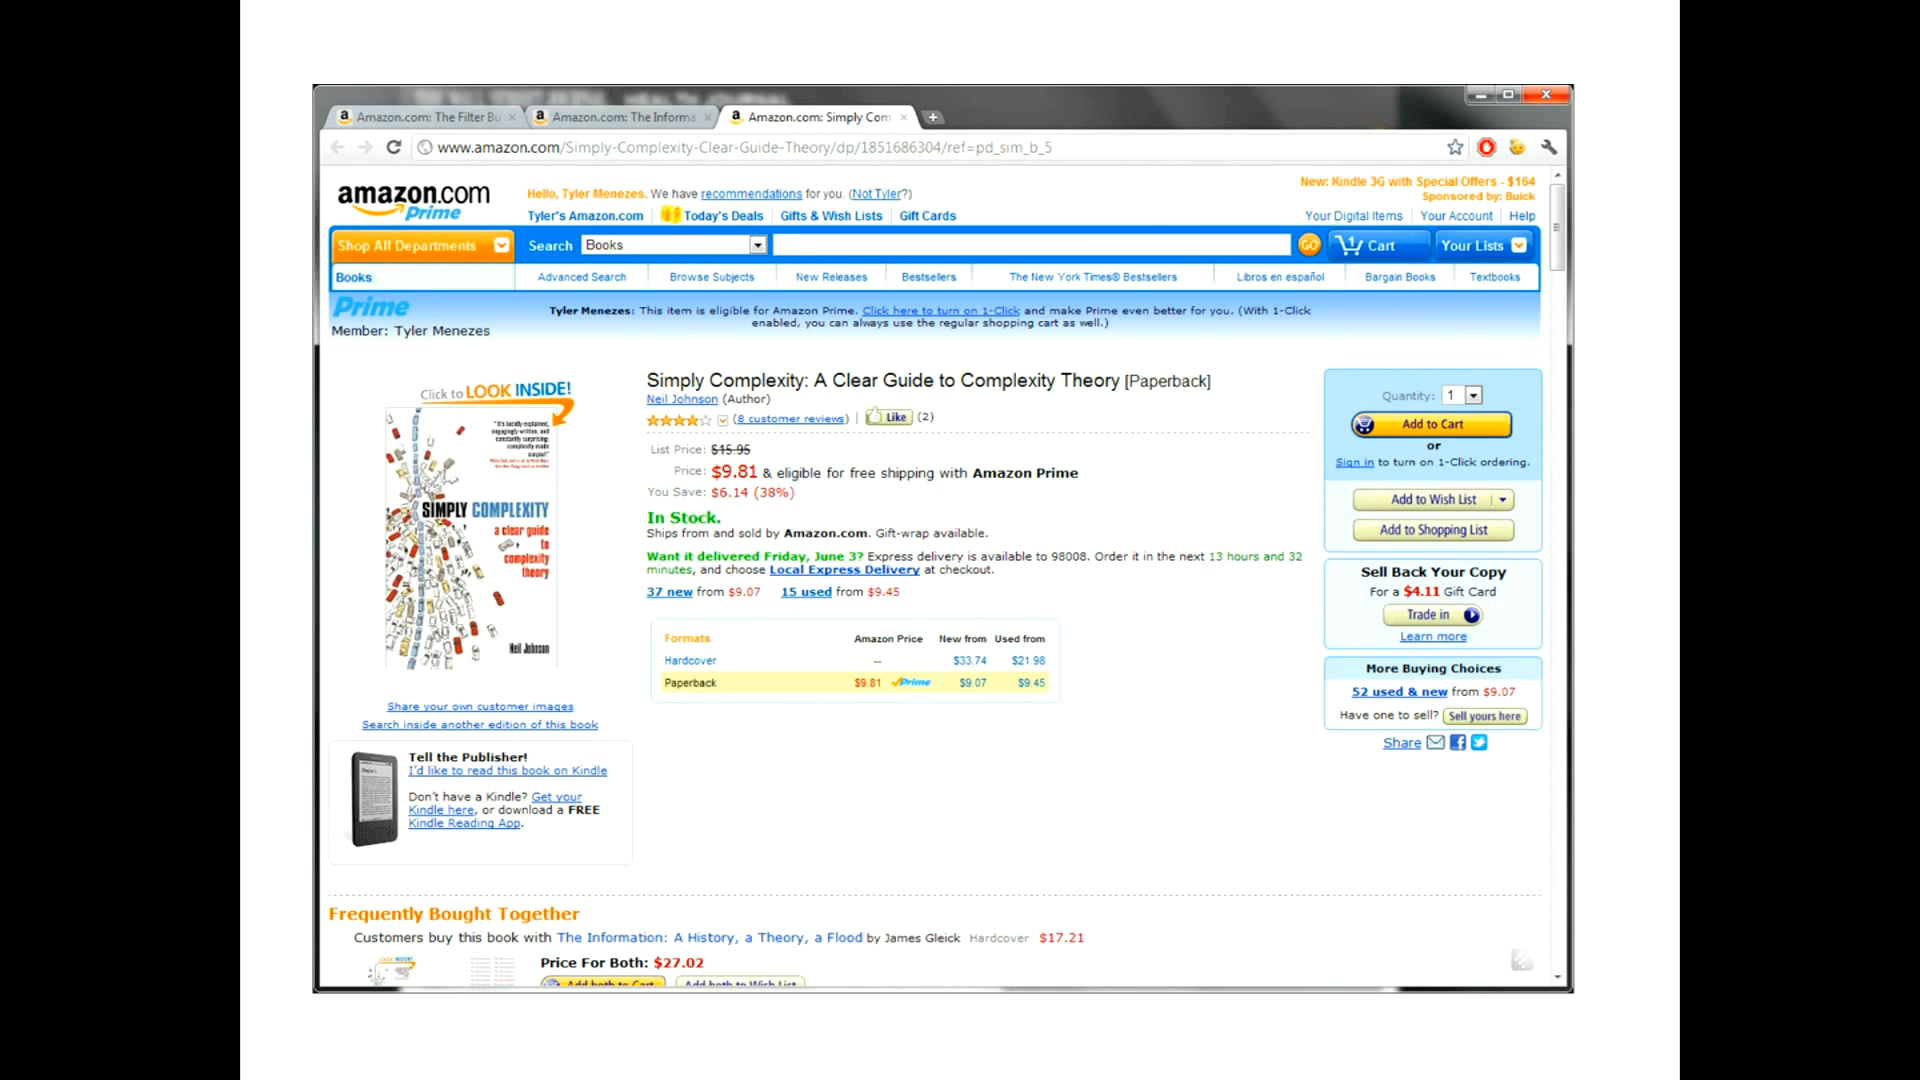 Amazon.com: The Filter Bu
Amazon.com: The Informa
Amazon.com: Simply Com
www.amazon.com/Simply-Complexity-Clear-Guide-Theory/dp/1851686304/ref=pd_sim_b_5
amazon.com
Prime
Hello, Tyler Menezes. We have recommendations for you. (Not Tyler?)
New: Kindle 3G with Special Offers - $164
Sponsored by: Buick
Tyler's Amazon.com Today's Deals Gifts & Wish Lists Gift Cards
Your Digital Items Your Account Help
Shop All Departments Search Books GO 1 Cart Your Lists
Books Advanced Search Browse Subjects New Releases Bestsellers The New York Times® Bestsellers Libros en español Bargain Books Textbooks
Prime
Member: Tyler Menezes
Tyler Menezes: This item is eligible for Amazon Prime. Click here to turn on 1-Click and make Prime even better for you. (With 1-Click
enabled, you can always use the regular shopping cart as well.)
Click to LOOK INSIDE!
SIMPLY COMPLEXITY
a clear guide
to
complexity
theory
Neil Johnson
Share your own customer images
Search inside another edition of this book
Tell the Publisher!
I'd like to read this book on Kindle
Don't have a Kindle? Get your
Kindle here, or download a FREE
Kindle Reading App.
Simply Complexity: A Clear Guide to Complexity Theory [Paperback]
Neil Johnson (Author)
(8 customer reviews) | Like (2)
List Price: $15.95
Price: $9.81 & eligible for free shipping with Amazon Prime
You Save: $6.14 (38%)
In Stock.
Ships from and sold by Amazon.com. Gift-wrap available.
Want it delivered Friday, June 3? Express delivery is available to 98008. Order it in the next 13 hours and 32
minutes, and choose Local Express Delivery at checkout.
37 new from $9.07 15 used from $9.45
Formats Amazon Price New from Used from
Hardcover -- $33.74 $21.98
Paperback $9.81 Prime $9.07 $9.45
Quantity: 1
Add to Cart
or
Sign in to turn on 1-Click ordering.
Add to Wish List
Add to Shopping List
Sell Back Your Copy
For a $4.11 Gift Card
Trade in
Learn more
More Buying Choices
52 used & new from $9.07
Have one to sell? Sell yours here
Share
Frequently Bought Together
Customers buy this book with The Information: A History, a Theory, a Flood by James Gleick Hardcover $17.21
Price For Both: $27.02
Add both to Cart Add both to Wish List